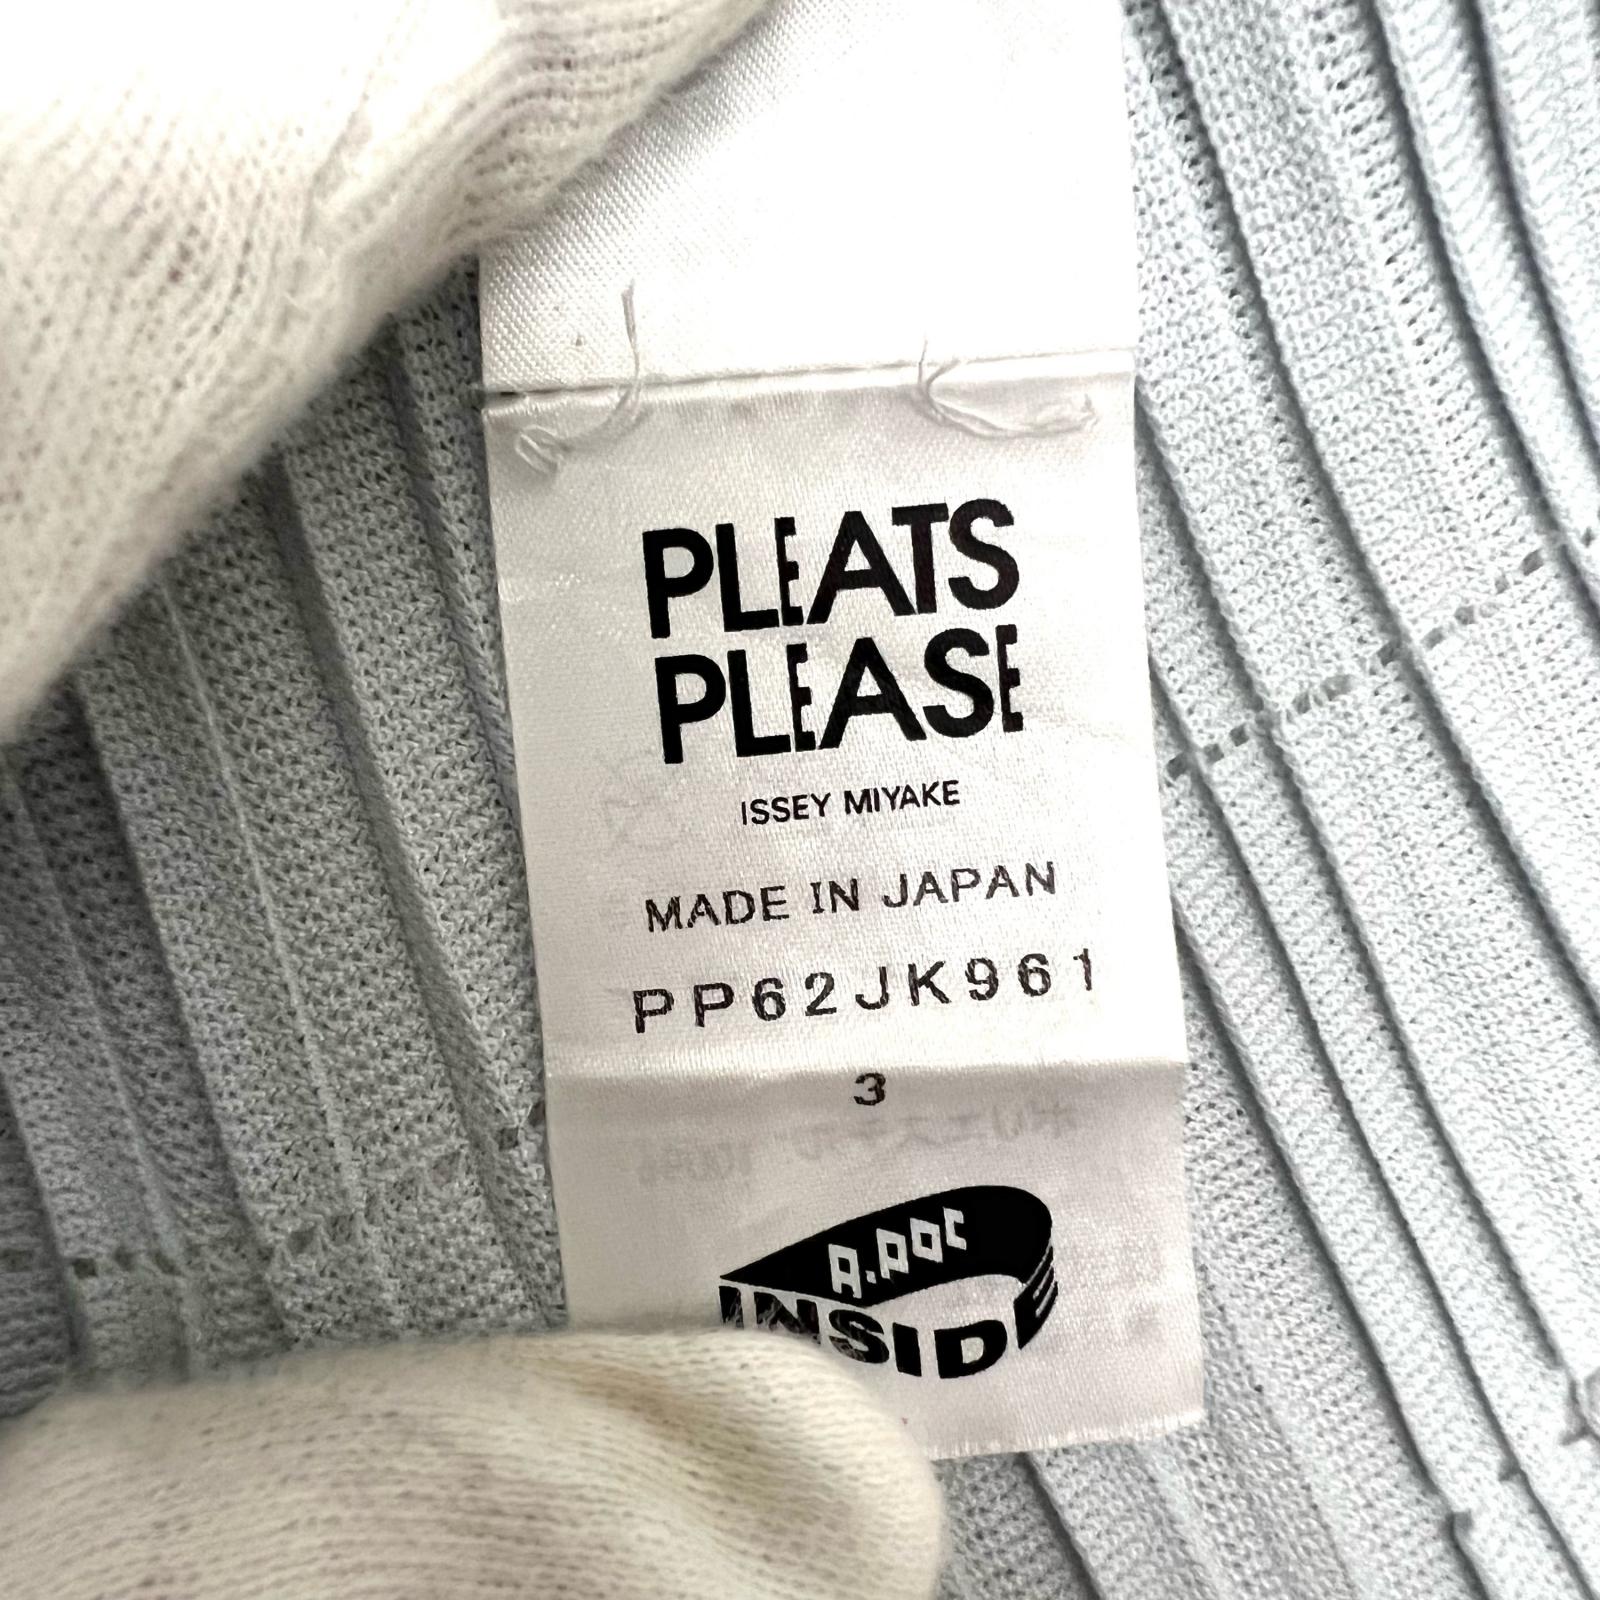 PLEATS
PLEASE
ISSEY MIYAKE
MADE IN JAPAN
PP62JK961
3
A.POC
INSIDE